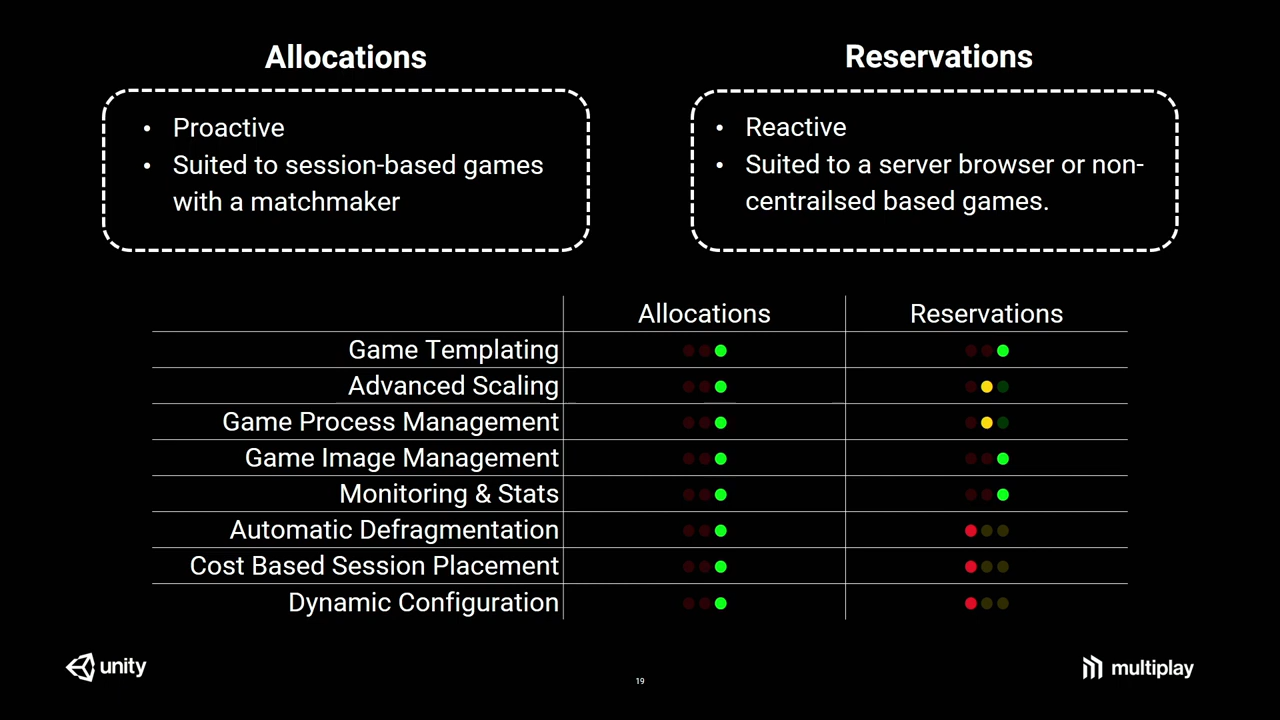 Allocations
Reservations
• Proactive
• Suited to session-based games
with a matchmaker
• Reactive
• Suited to a server browser or non-
centrailsed based games.
Allocations Reservations
Game Templating
Advanced Scaling
Game Process Management
Game Image Management
Monitoring & Stats
Automatic Defragmentation
Cost Based Session Placement
Dynamic Configuration
unity
19
multiplay